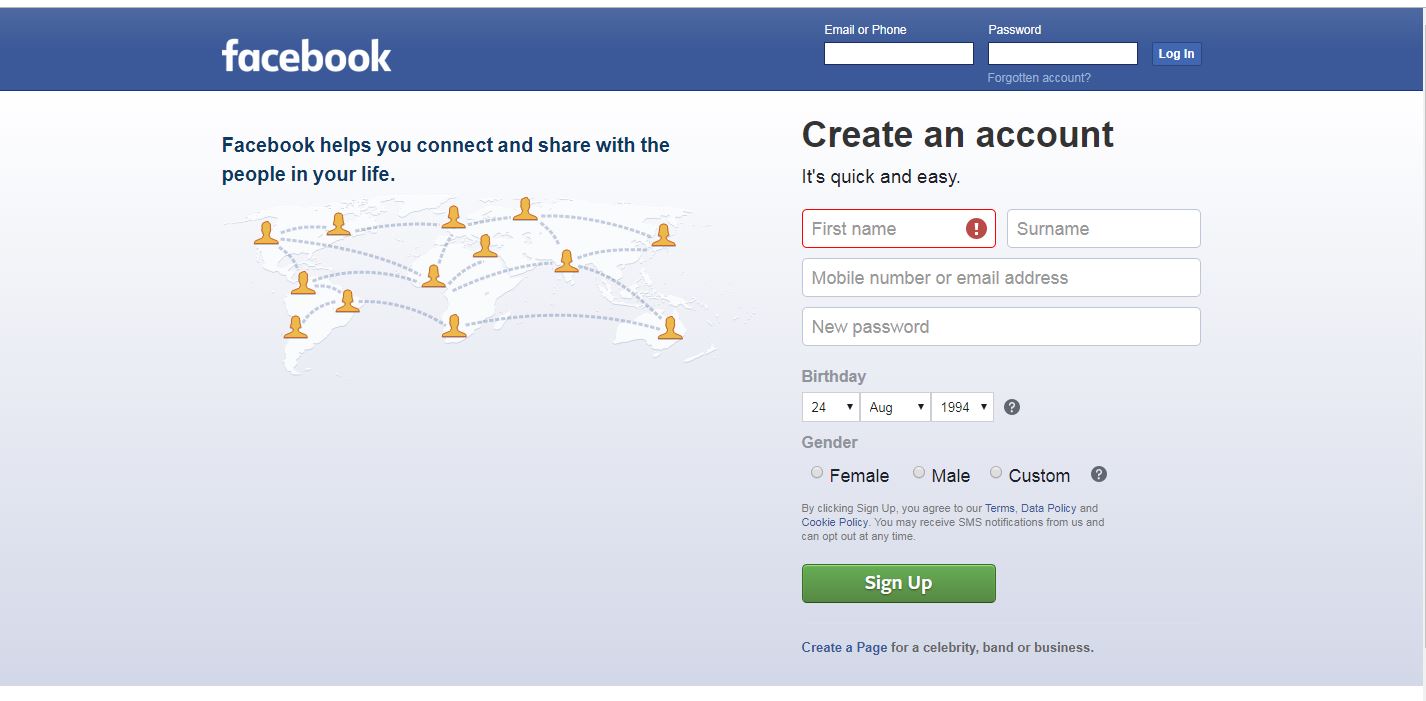 facebook
Email or Phone
Password
Log In
Forgotten account?
Facebook helps you connect and share with the
people in your life.
Create an account
It's quick and easy.
First name
Surname
Mobile number or email address
New password
Birthday
24 Aug 1994
Gender
Female Male Custom
By clicking Sign Up, you agree to our Terms, Data Policy and
Cookie Policy. You may receive SMS notifications from us and
can opt out at any time.
Sign Up
Create a Page for a celebrity, band or business.